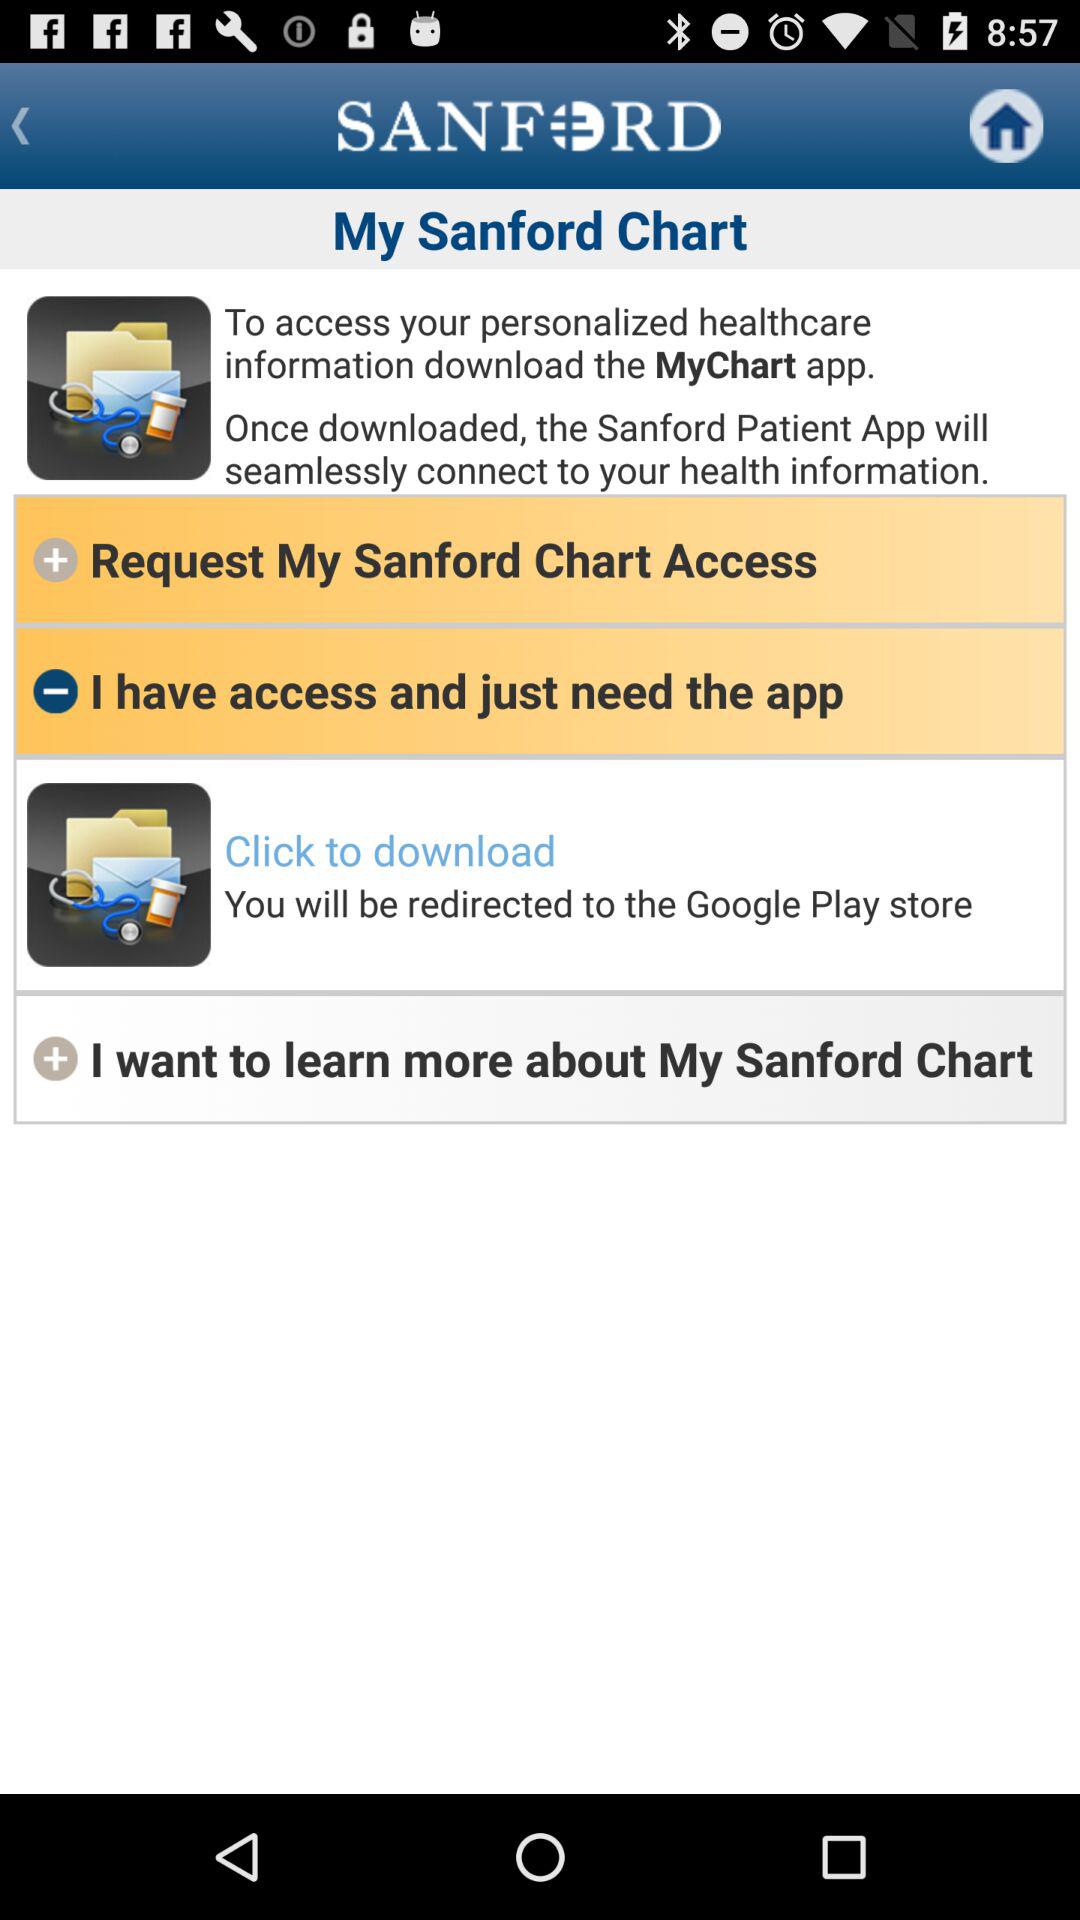 8:57
SANFORD
My Sanford Chart
To access your personalized healthcare
information download the MyChart app.
Once downloaded, the Sanford Patient App will
seamlessly connect to your health information.
Request My Sanford Chart Access
I have access and just need the app
Click to download
You will be redirected to the Google Play store
I want to learn more about My Sanford Chart